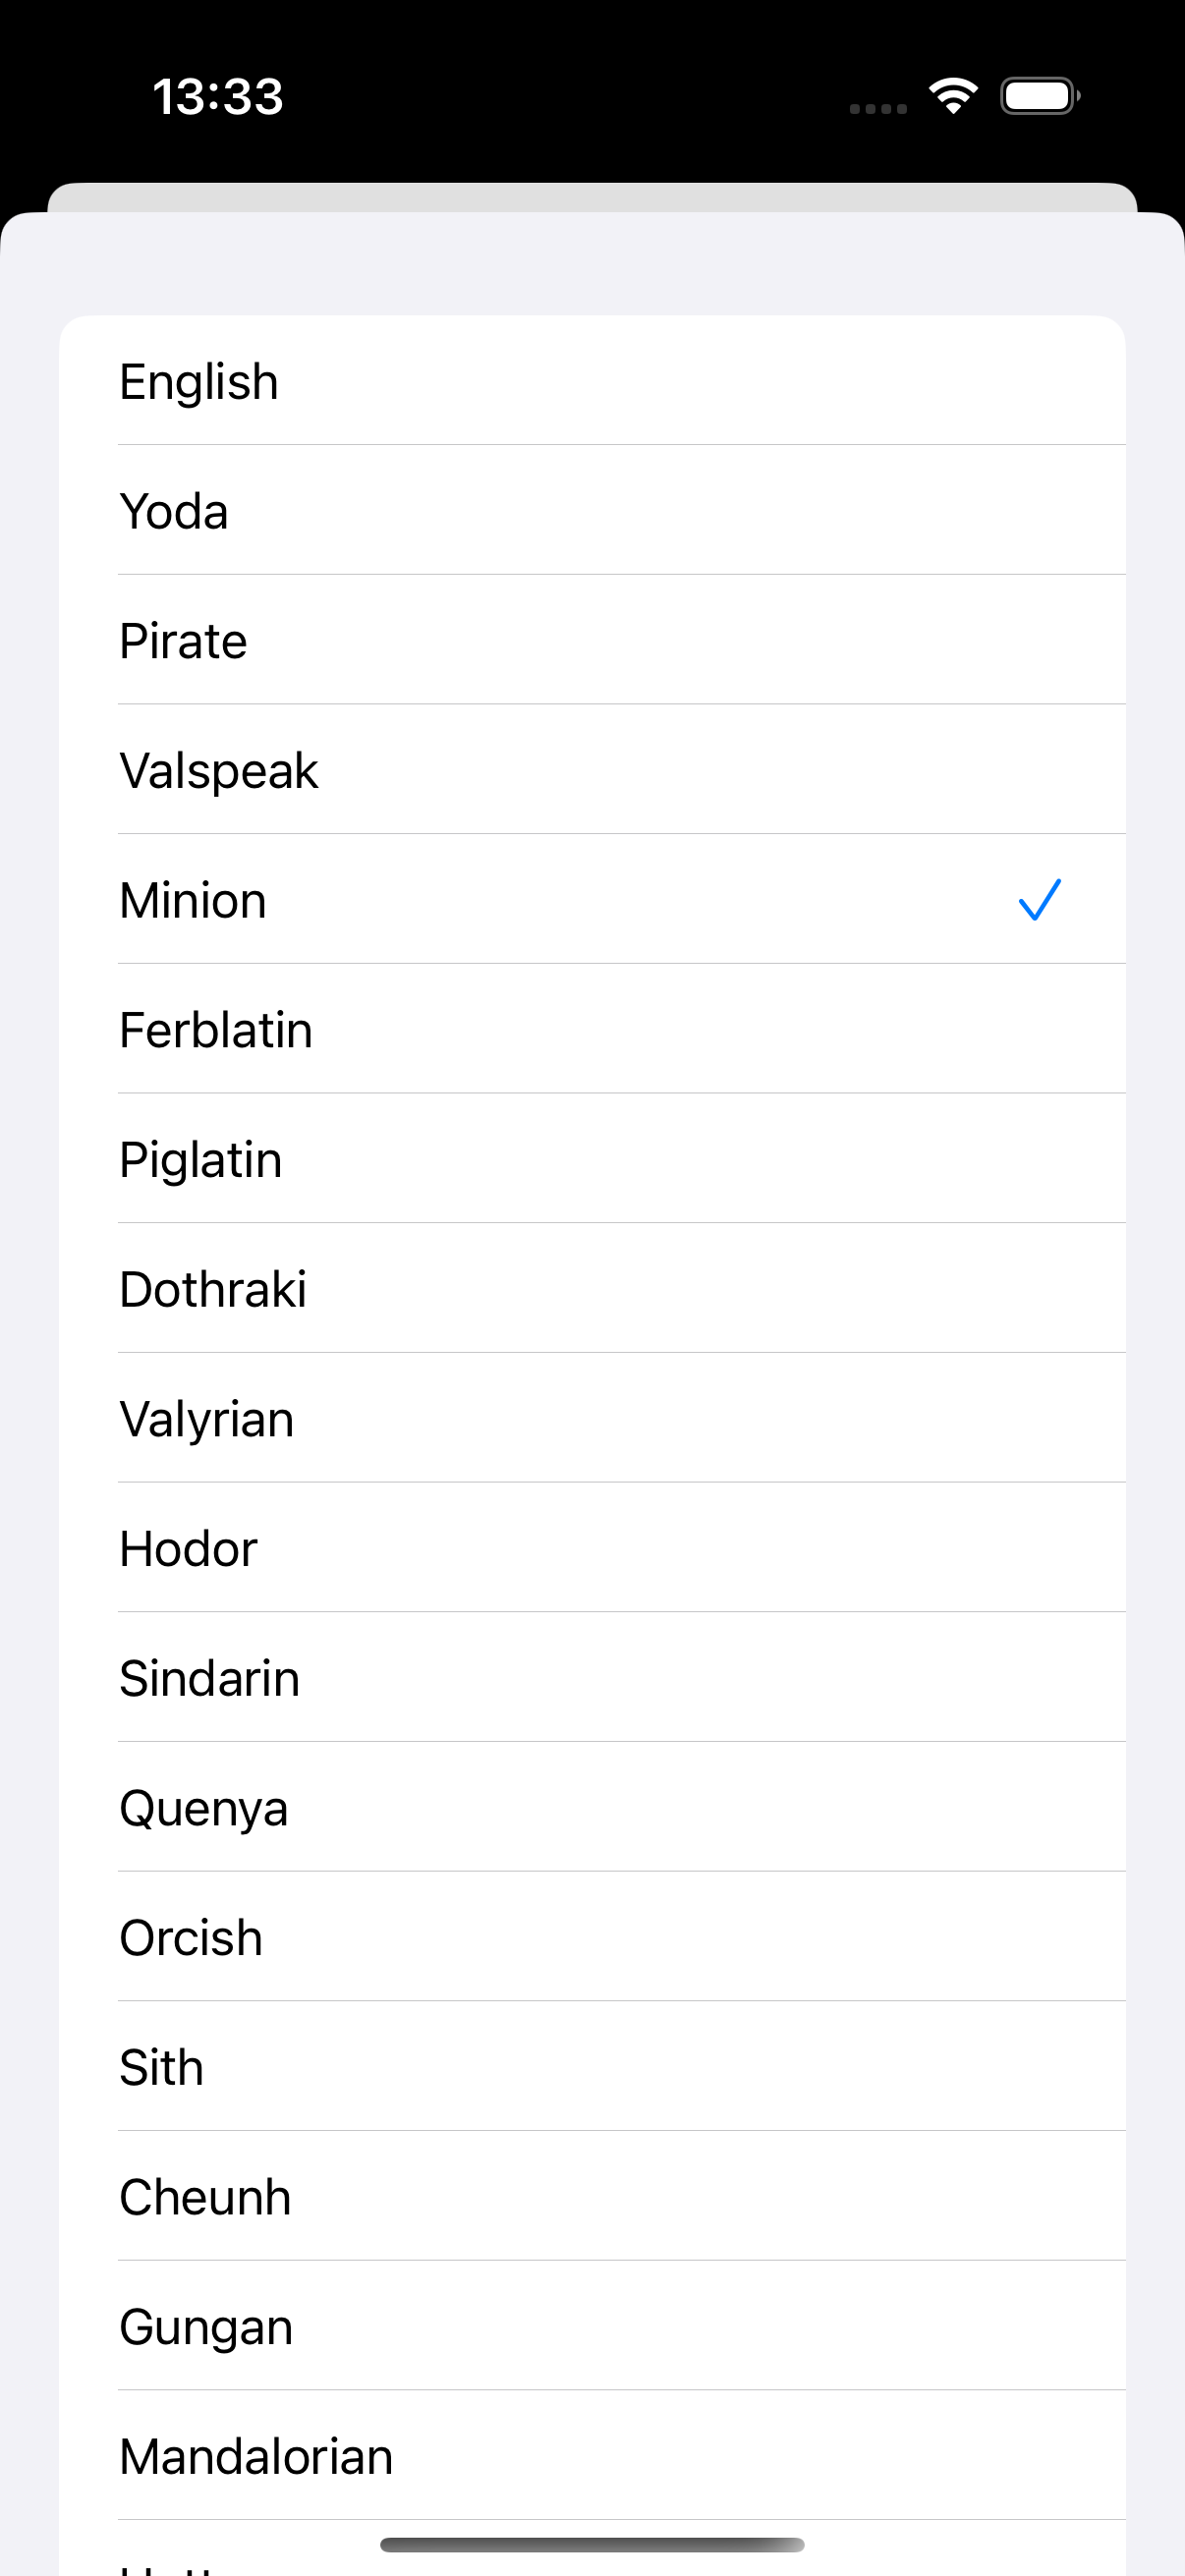 13:33
English
Yoda
Pirate
Valspeak
Minion
Ferblatin
Piglatin
Dothraki
Valyrian
Hodor
Sindarin
Quenya
Orcish
Sith
Cheunh
Gungan
Mandalorian